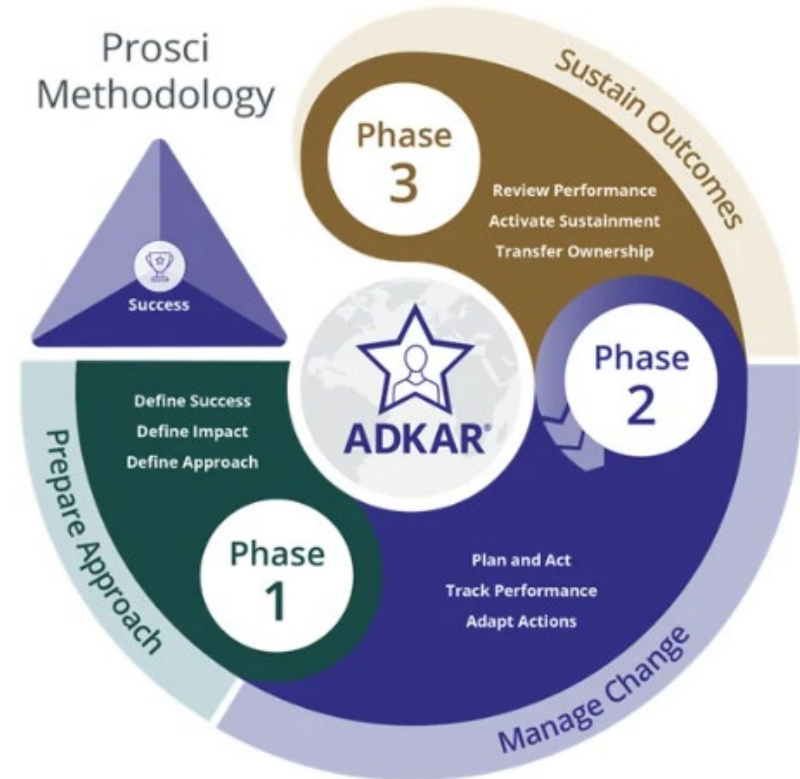 Prosci
Methodology
Success
Define Success
Define Impact
Define Approach
Phase
1
Prepare Approach
Phase
2
Plan and Act
Track Performance
Adapt Actions
Manage Change
Phase
3
Review Performance
Activate Sustainment
Transfer Ownership
Sustain Outcomes
ADKAR®